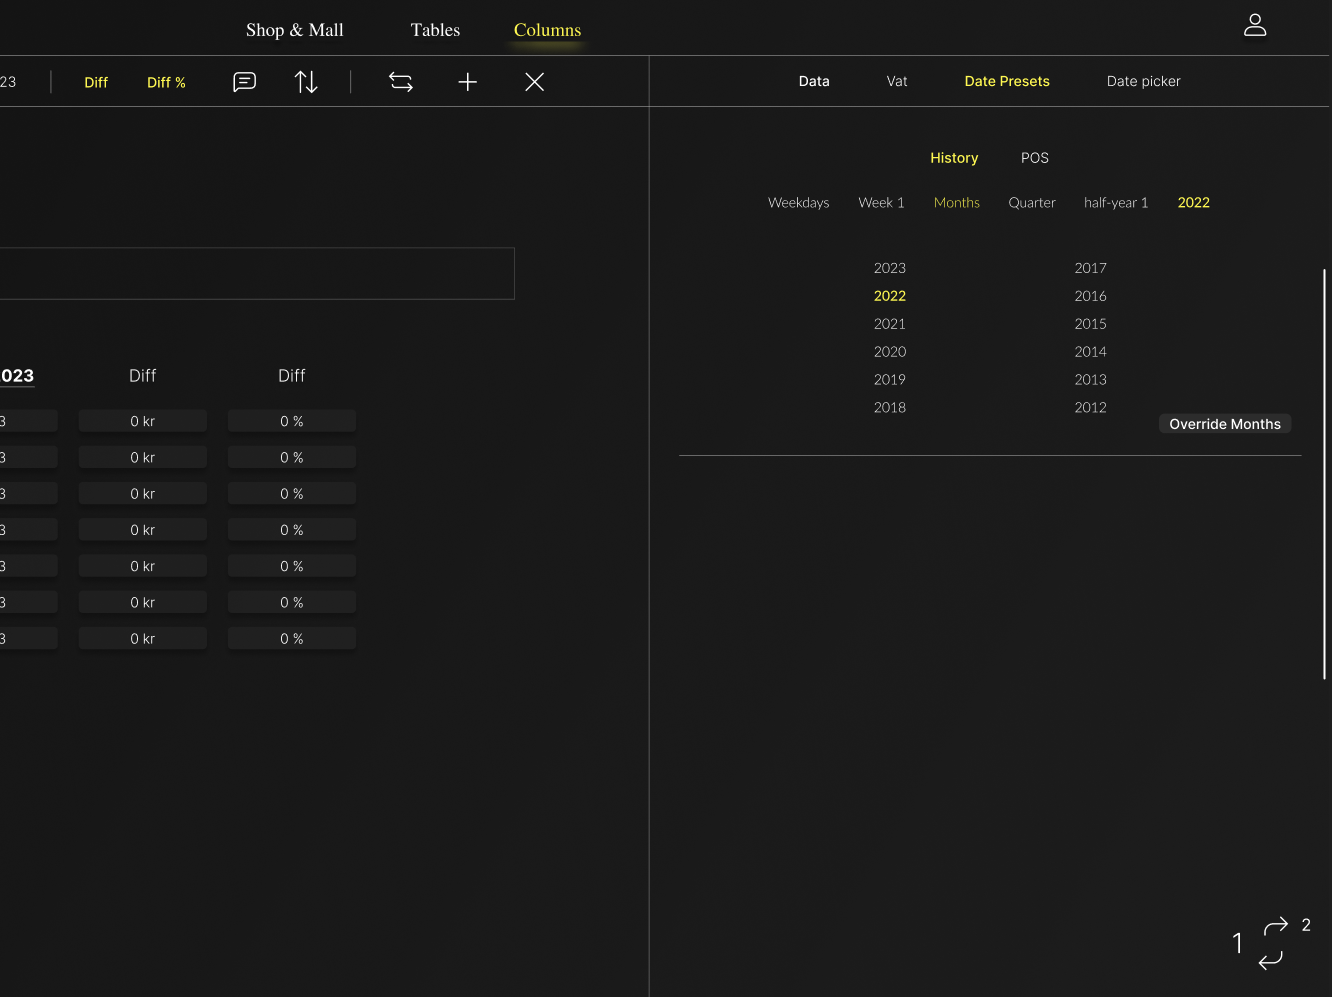 Shop & Mall Tables Columns
23 Diff Diff %
Data Vat Date Presets Date picker
History POS
Weekdays Week 1 Months Quarter half-year 1 2022
2023 2017
2022 2016
2021 2015
2020 2014
2019 2013
2018 2012
Override Months
023 Diff Diff
3 0 kr 0 %
3 0 kr 0 %
3 0 kr 0 %
3 0 kr 0 %
3 0 kr 0 %
3 0 kr 0 %
3 0 kr 0 %
1 2